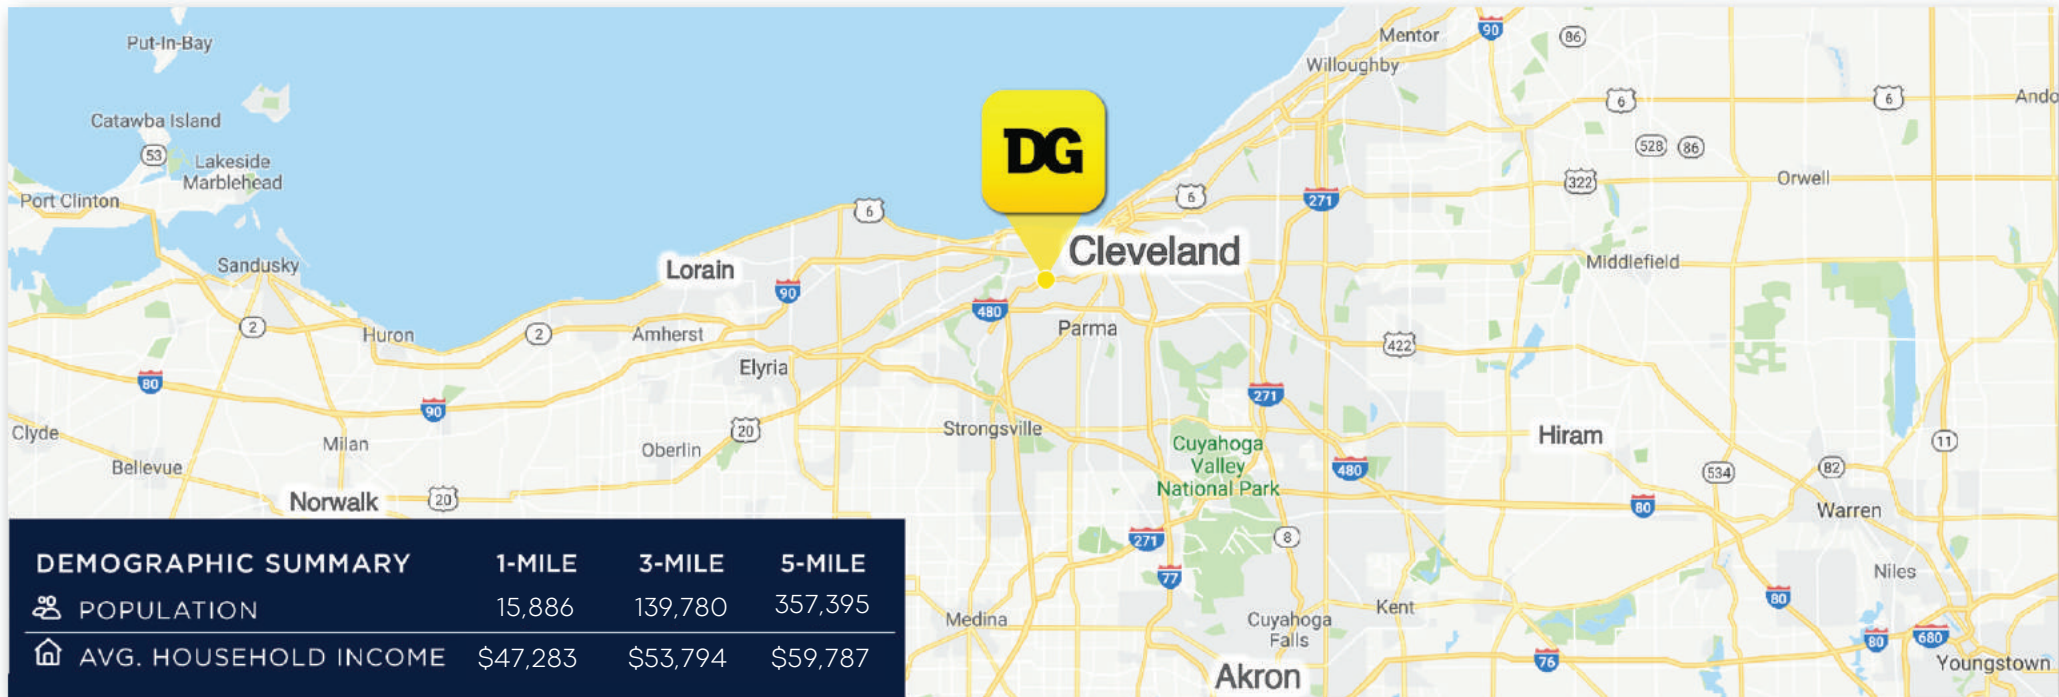 Put-In-Bay
Mentor
90
86
Willoughby
Catawba Island
6
6
Ando
53
Lakeside
Marblehead
DG
528
86
Port Clinton
6
6
271
322
Orwell
Cleveland
Sandusky
Lorain
Middlefield
90
480
2
Huron
2
Amherst
Parma
422
Elyria
80
90
271
Clyde
Milan
20
Strongsville
Hiram
11
Oberlin
Cuyahoga
Valley
National Park
Bellevue
480
534
82
Norwalk
20
80
Warren
271
8
77
Niles
80
Medina
Cuyahoga
Falls
Kent
80
680
76
Youngstown
Akron
DEMOGRAPHIC SUMMARY 1-MILE 3-MILE 5-MILE
POPULATION 15,886 139,780 357,395
AVG. HOUSEHOLD INCOME $47,283 $53,794 $59,787